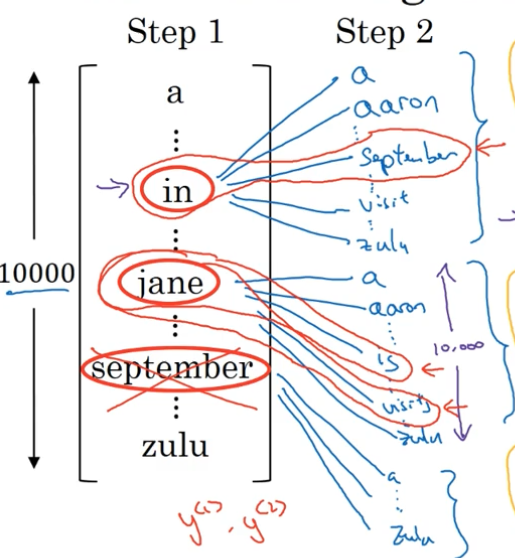 Step 1
Step 2
a
⋮
in
⋮
jane
⋮
september
⋮
zulu
10000
a
aaron
⋮
September
⋮
visit
⋮
zulu
a
aaron
⋮
is
⋮
visits
⋮
zulu
10,000
a
⋮
zulu
y<1>, y<2>